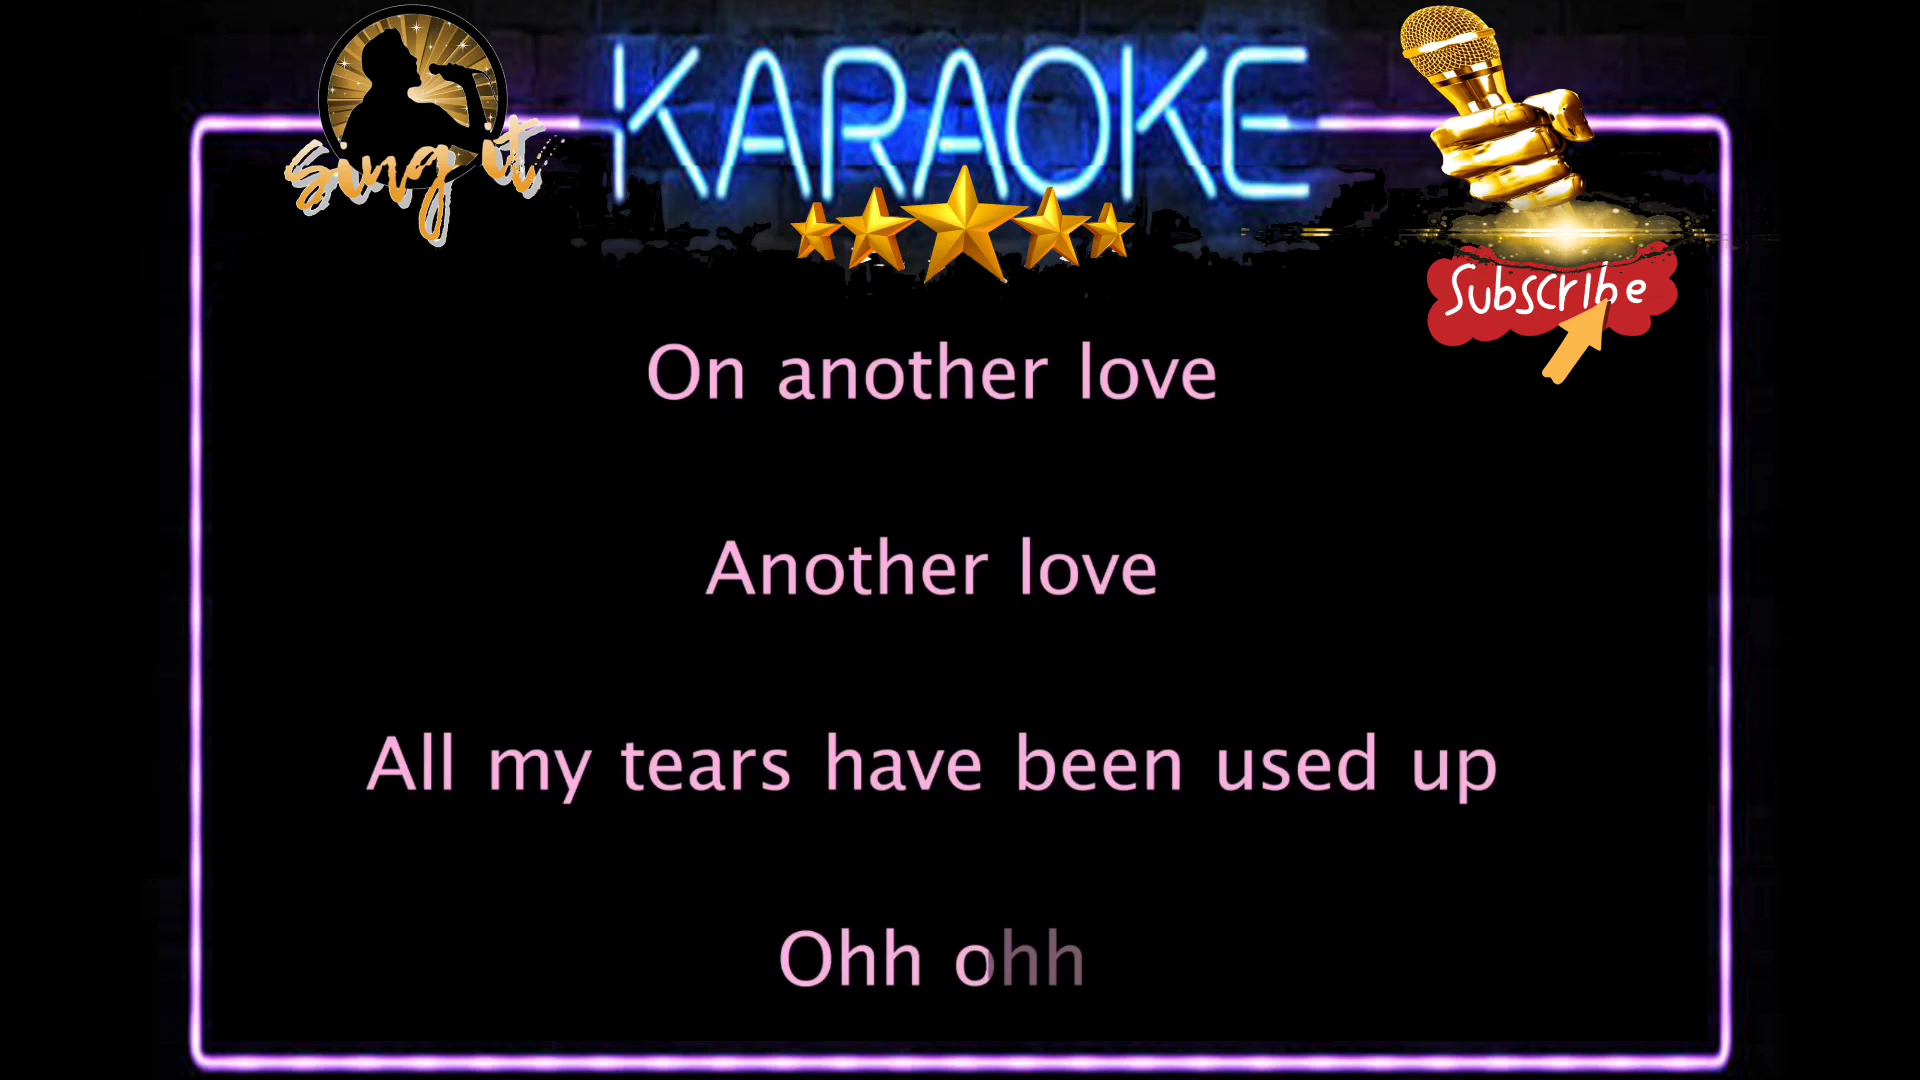 sing it
KARAOKE
Subscribe
On another love
Another love
All my tears have been used up
Ohh ohh